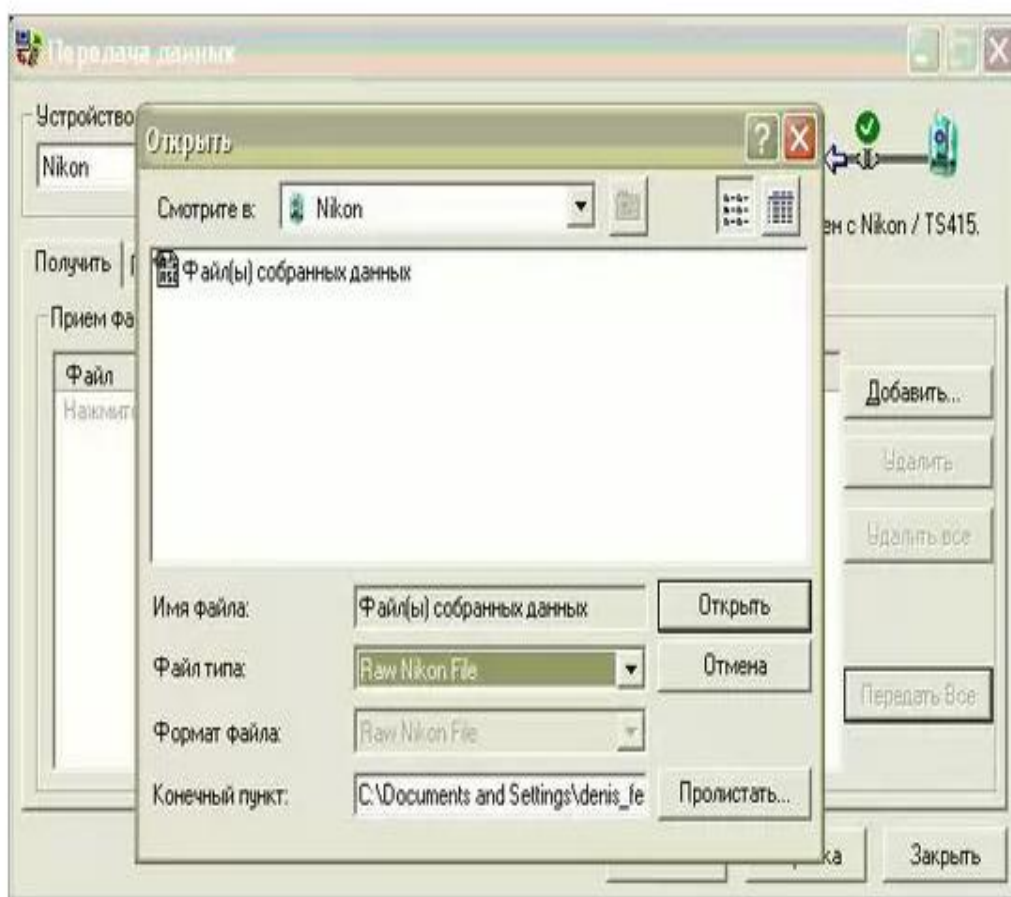 Передача данных
Устройство
Nikon
ен с Nikon / TS415.
Получить
Прием фа
Файл
Нажмите
Добавить...
Удалить
Удалить все
Передать Все
ка
Закрыть
Открыть
Смотрите в:
Nikon
Файл(ы) собранных данных
Имя файла:
Файл(ы) собранных данных
Открыть
Файл типа:
Raw Nikon File
Отмена
Формат файла:
Raw Nikon File
Конечный пункт:
C:\Documents and Settings\denis_fe
Пролистать...